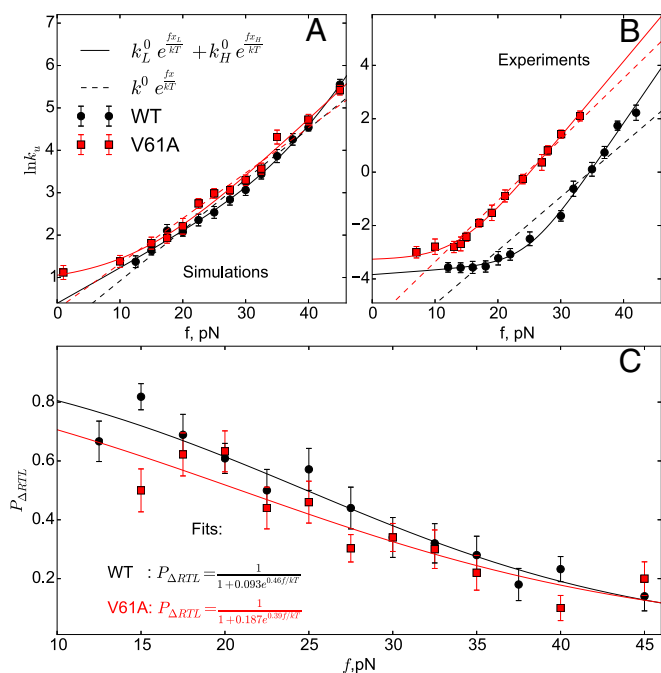 A
k_L^0 e^{fx_L/kT} + k_H^0 e^{fx_H/kT}
k^0 e^{fx/kT}
WT
V61A
Simulations
ln k_u
6
5
4
3
2
1
0 10 20 30 40
f, pN
B
Experiments
4
2
0
−2
−4
0 10 20 30 40
f, pN
C
0.8
0.6
0.4
0.2
P_{ΔRTL}
Fits:
WT : P_{ΔRTL} = 1/(1+0.093e^{0.46f/kT})
V61A: P_{ΔRTL} = 1/(1+0.187e^{0.39f/kT})
10 15 20 25 30 35 40 45
f,pN